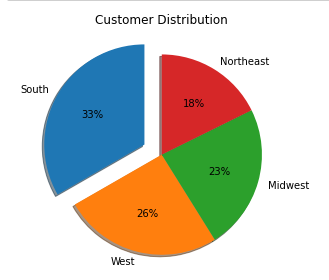 Customer Distribution
Northeast
South
18%
33%
23%
Midwest
26%
West